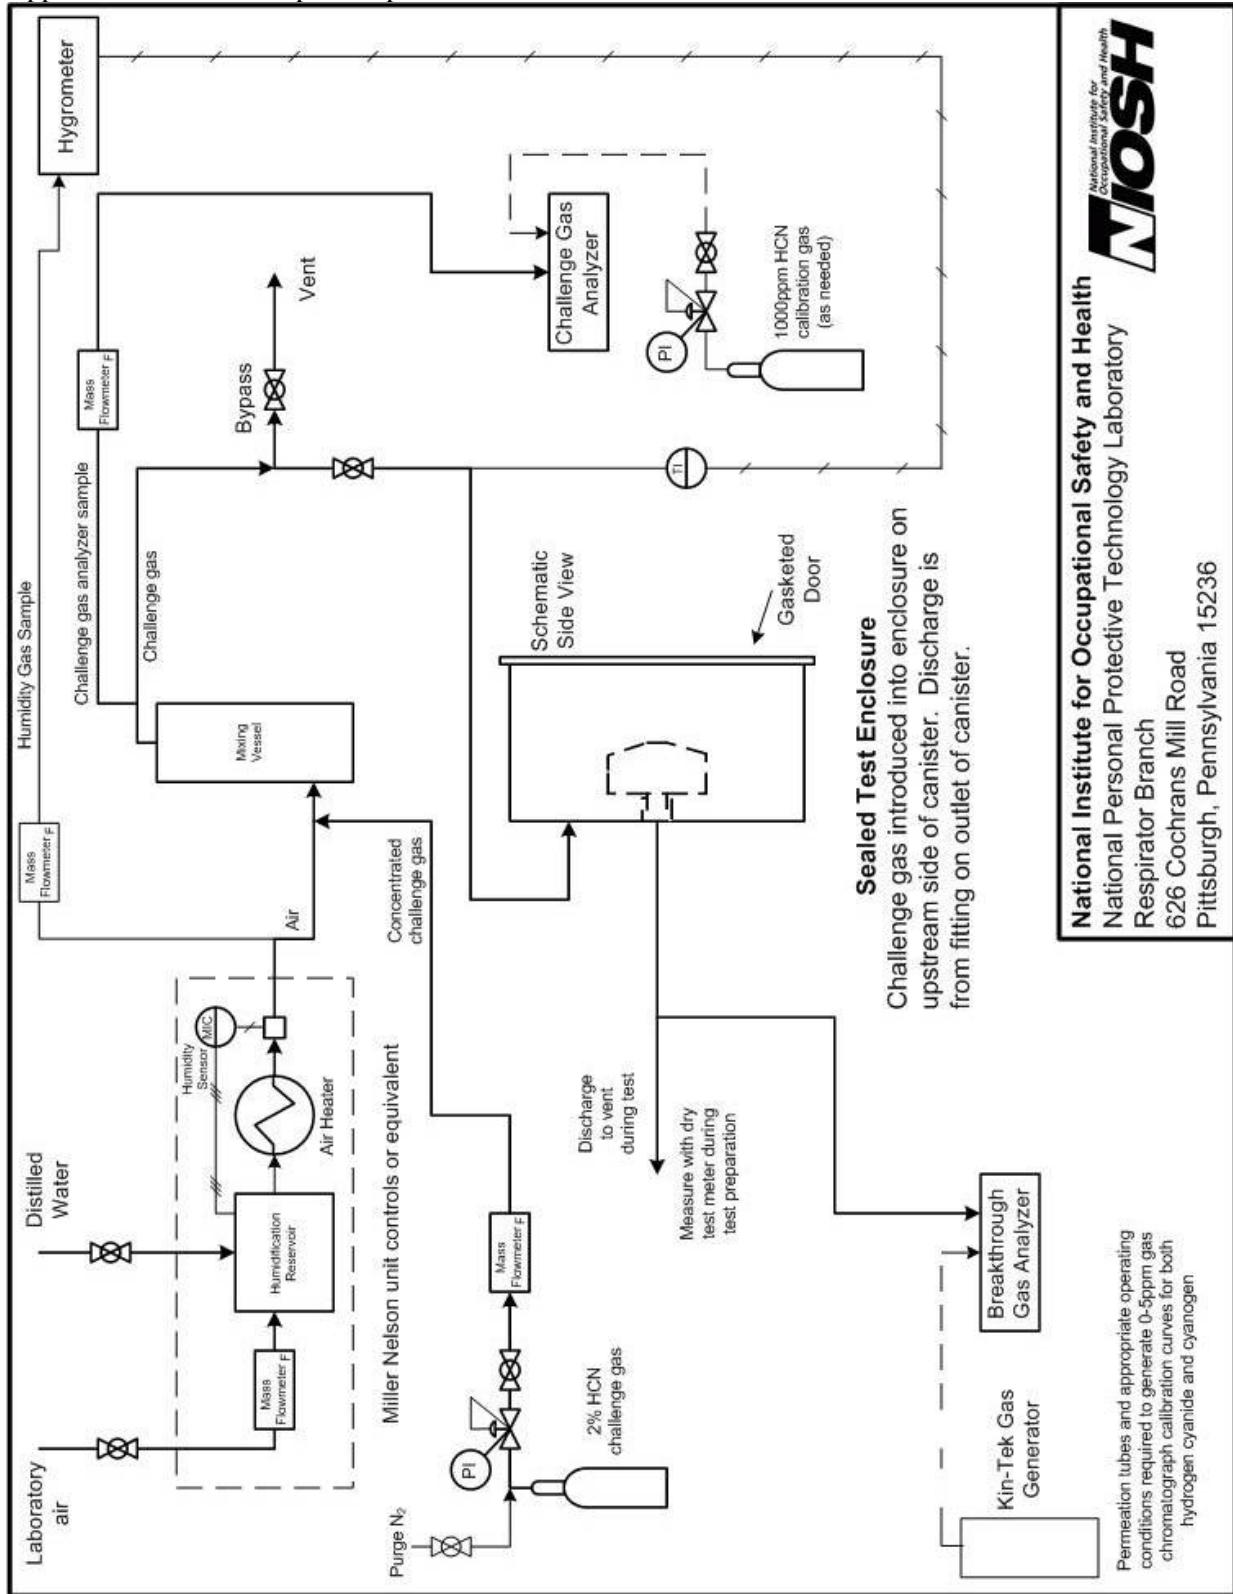 Laboratory
air
Distilled
Water
Mass
Flowmeter F
Humidification
Reservoir
Humidity
Sensor
MIC
Air Heater
Miller Nelson unit controls or equivalent
Air
Mass
Flowmeter F
Humidity Gas Sample
Hygrometer
Challenge gas analyzer sample
Mass
Flowmeter F
Challenge gas
Mixing
Vessel
Bypass
Vent
Concentrated
challenge gas
Purge N₂
PI
2% HCN
challenge gas
Mass
Flowmeter F
Challenge Gas
Analyzer
PI
1000ppm HCN
calibration gas
(as needed)
TI
Schematic
Side View
Gasketed
Door
Sealed Test Enclosure
Challenge gas introduced into enclosure on
upstream side of canister. Discharge is
from fitting on outlet of canister.
Discharge
to vent
during test
Measure with dry
test meter during
test preparation
Breakthrough
Gas Analyzer
Kin-Tek Gas
Generator
Permeation tubes and appropriate operating
conditions required to generate 0-5ppm gas
chromatograph calibration curves for both
hydrogen cyanide and cyanogen
National Institute for Occupational Safety and Health
National Personal Protective Technology Laboratory
Respirator Branch
626 Cochrans Mill Road
Pittsburgh, Pennsylvania 15236
National Institute for
Occupational Safety and Health
NIOSH